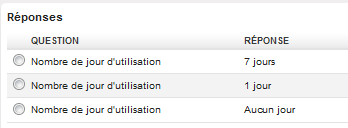 Réponses
QUESTION RÉPONSE
Nombre de jour d'utilisation 7 jours
Nombre de jour d'utilisation 1 jour
Nombre de jour d'utilisation Aucun jour